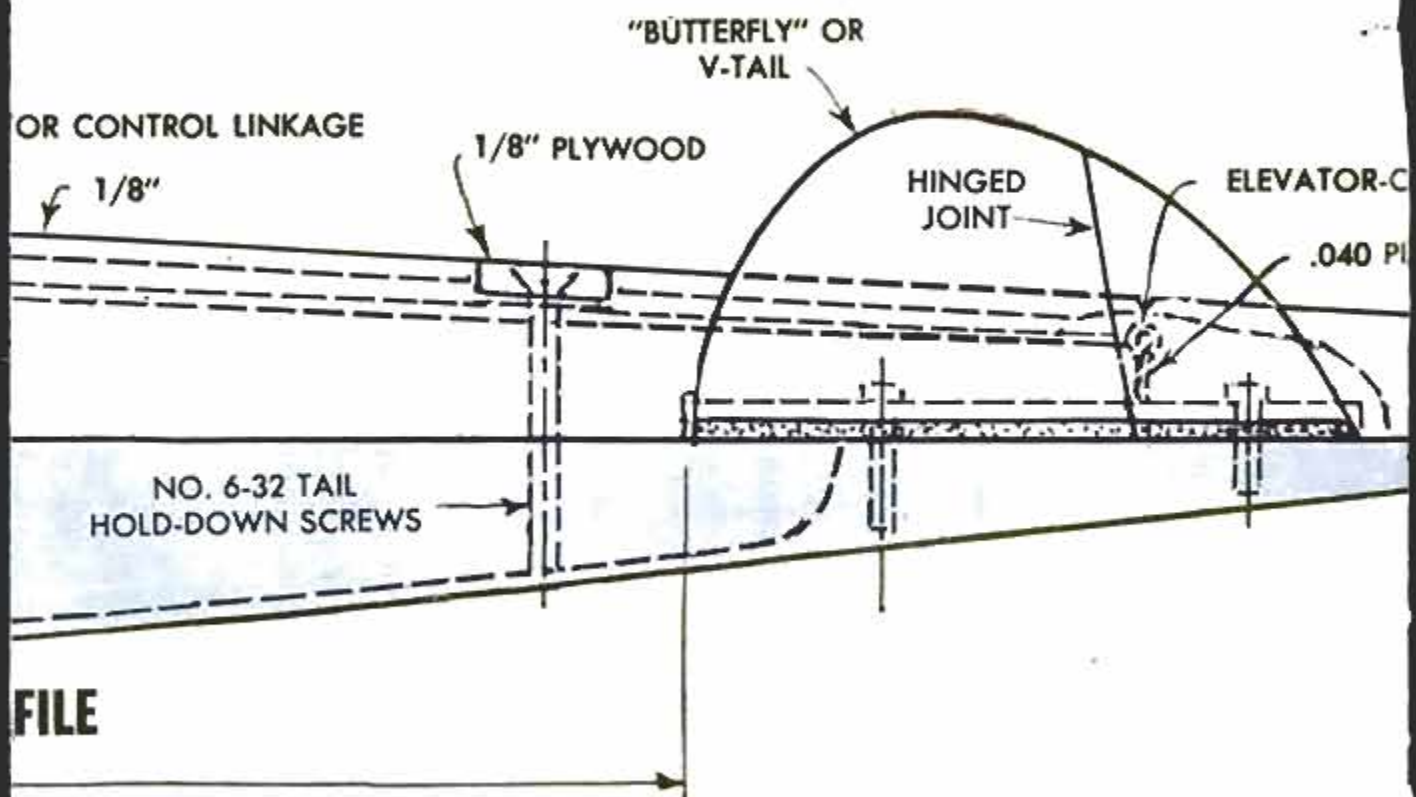 "BUTTERFLY" OR
V-TAIL
OR CONTROL LINKAGE
1/8" PLYWOOD
1/8"
HINGED
JOINT
ELEVATOR-C
.040 PI
NO. 6-32 TAIL
HOLD-DOWN SCREWS
FILE